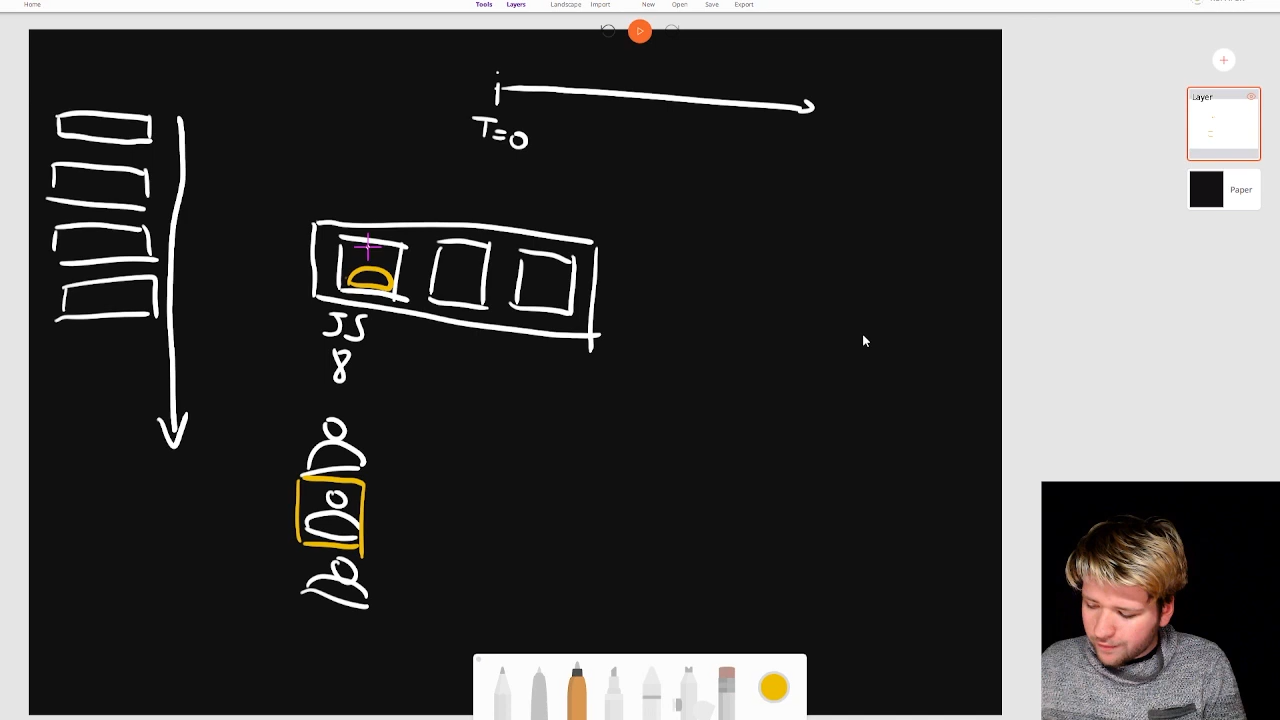 Home Tools Layers Landscape Import New Open Save Export
T=0
JS
8
Layer
Paper